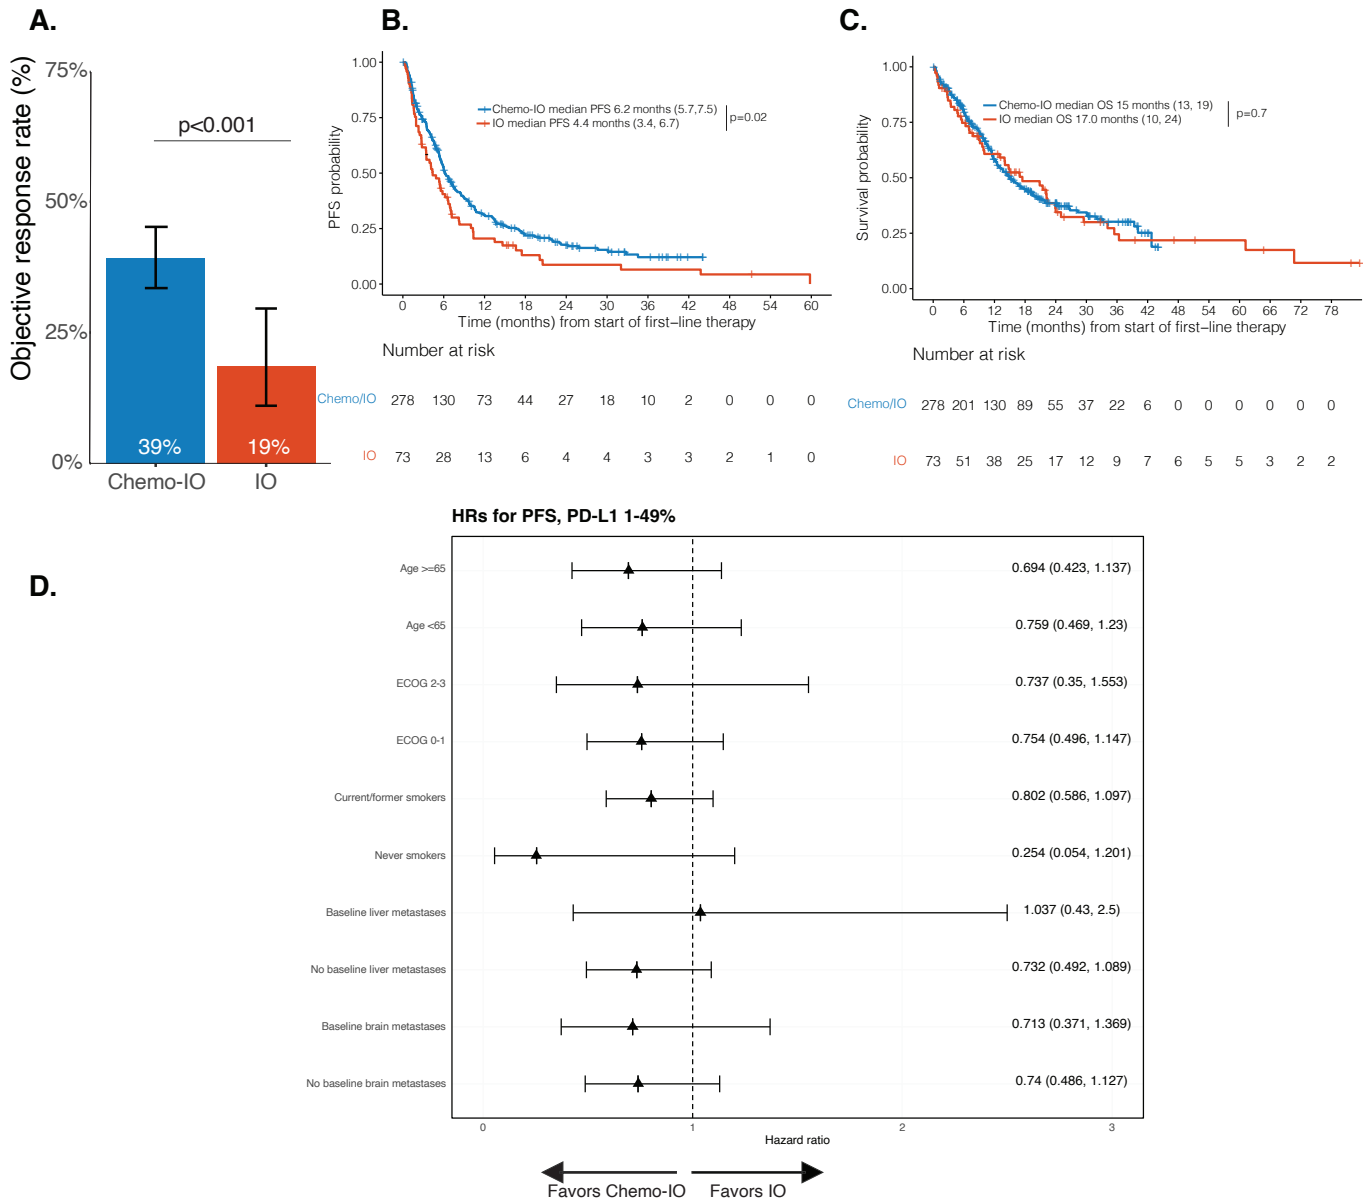 A.
Objective response rate (%)
75%
50%
25%
0%
p<0.001
39%
19%
Chemo-IO
IO
B.
PFS probability
1.00
0.75
0.50
0.25
0.00
Chemo-IO median PFS 6.2 months (5.7,7.5)
IO median PFS 4.4 months (3.4, 6.7)
p=0.02
0 6 12 18 24 30 36 42 48 54 60
Time (months) from start of first-line therapy
Number at risk
Chemo/IO 278 130 73 44 27 18 10 2 0 0 0
IO 73 28 13 6 4 4 3 3 2 1 0
C.
Survival probability
1.00
0.75
0.50
0.25
0.00
Chemo-IO median OS 15 months (13, 19)
IO median OS 17.0 months (10, 24)
p=0.7
0 6 12 18 24 30 36 42 48 54 60 66 72 78
Time (months) from start of first-line therapy
Number at risk
Chemo/IO 278 201 130 89 55 37 22 6 0 0 0 0 0 0
IO 73 51 38 25 17 12 9 7 6 5 5 3 2 2
D.
HRs for PFS, PD-L1 1-49%
Age >=65 0.694 (0.423, 1.137)
Age <65 0.759 (0.469, 1.23)
ECOG 2-3 0.737 (0.35, 1.553)
ECOG 0-1 0.754 (0.496, 1.147)
Current/former smokers 0.802 (0.586, 1.097)
Never smokers 0.254 (0.054, 1.201)
Baseline liver metastases 1.037 (0.43, 2.5)
No baseline liver metastases 0.732 (0.492, 1.089)
Baseline brain metastases 0.713 (0.371, 1.369)
No baseline brain metastases 0.74 (0.486, 1.127)
0 1 2 3
Hazard ratio
Favors Chemo-IO Favors IO